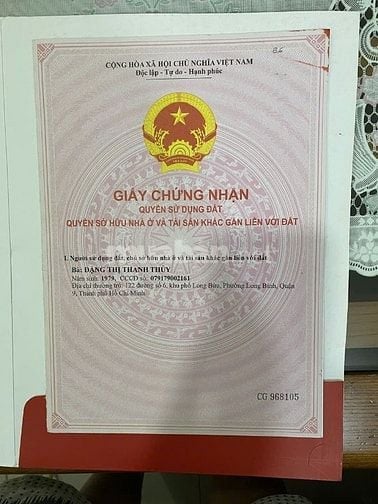 CỘNG HÒA XÃ HỘI CHỦ NGHĨA VIỆT NAM
Độc lập - Tự do - Hạnh phúc
GIẤY CHỨNG NHẬN
QUYỀN SỬ DỤNG ĐẤT
QUYỀN SỞ HỮU NHÀ Ở VÀ TÀI SẢN KHÁC GẮN LIỀN VỚI ĐẤT
I. Người sử dụng đất, chủ sở hữu nhà ở và tài sản khác gắn liền với đất
Bà: ĐẶNG THỊ THANH THỦY
Năm sinh: 1979, CCCD số: 079179002161
Địa chỉ thường trú: 122 đường số 6, khu phố Long Bửu, Phường Long Bình, Quận
9, Thành phố Hồ Chí Minh
CG 968105